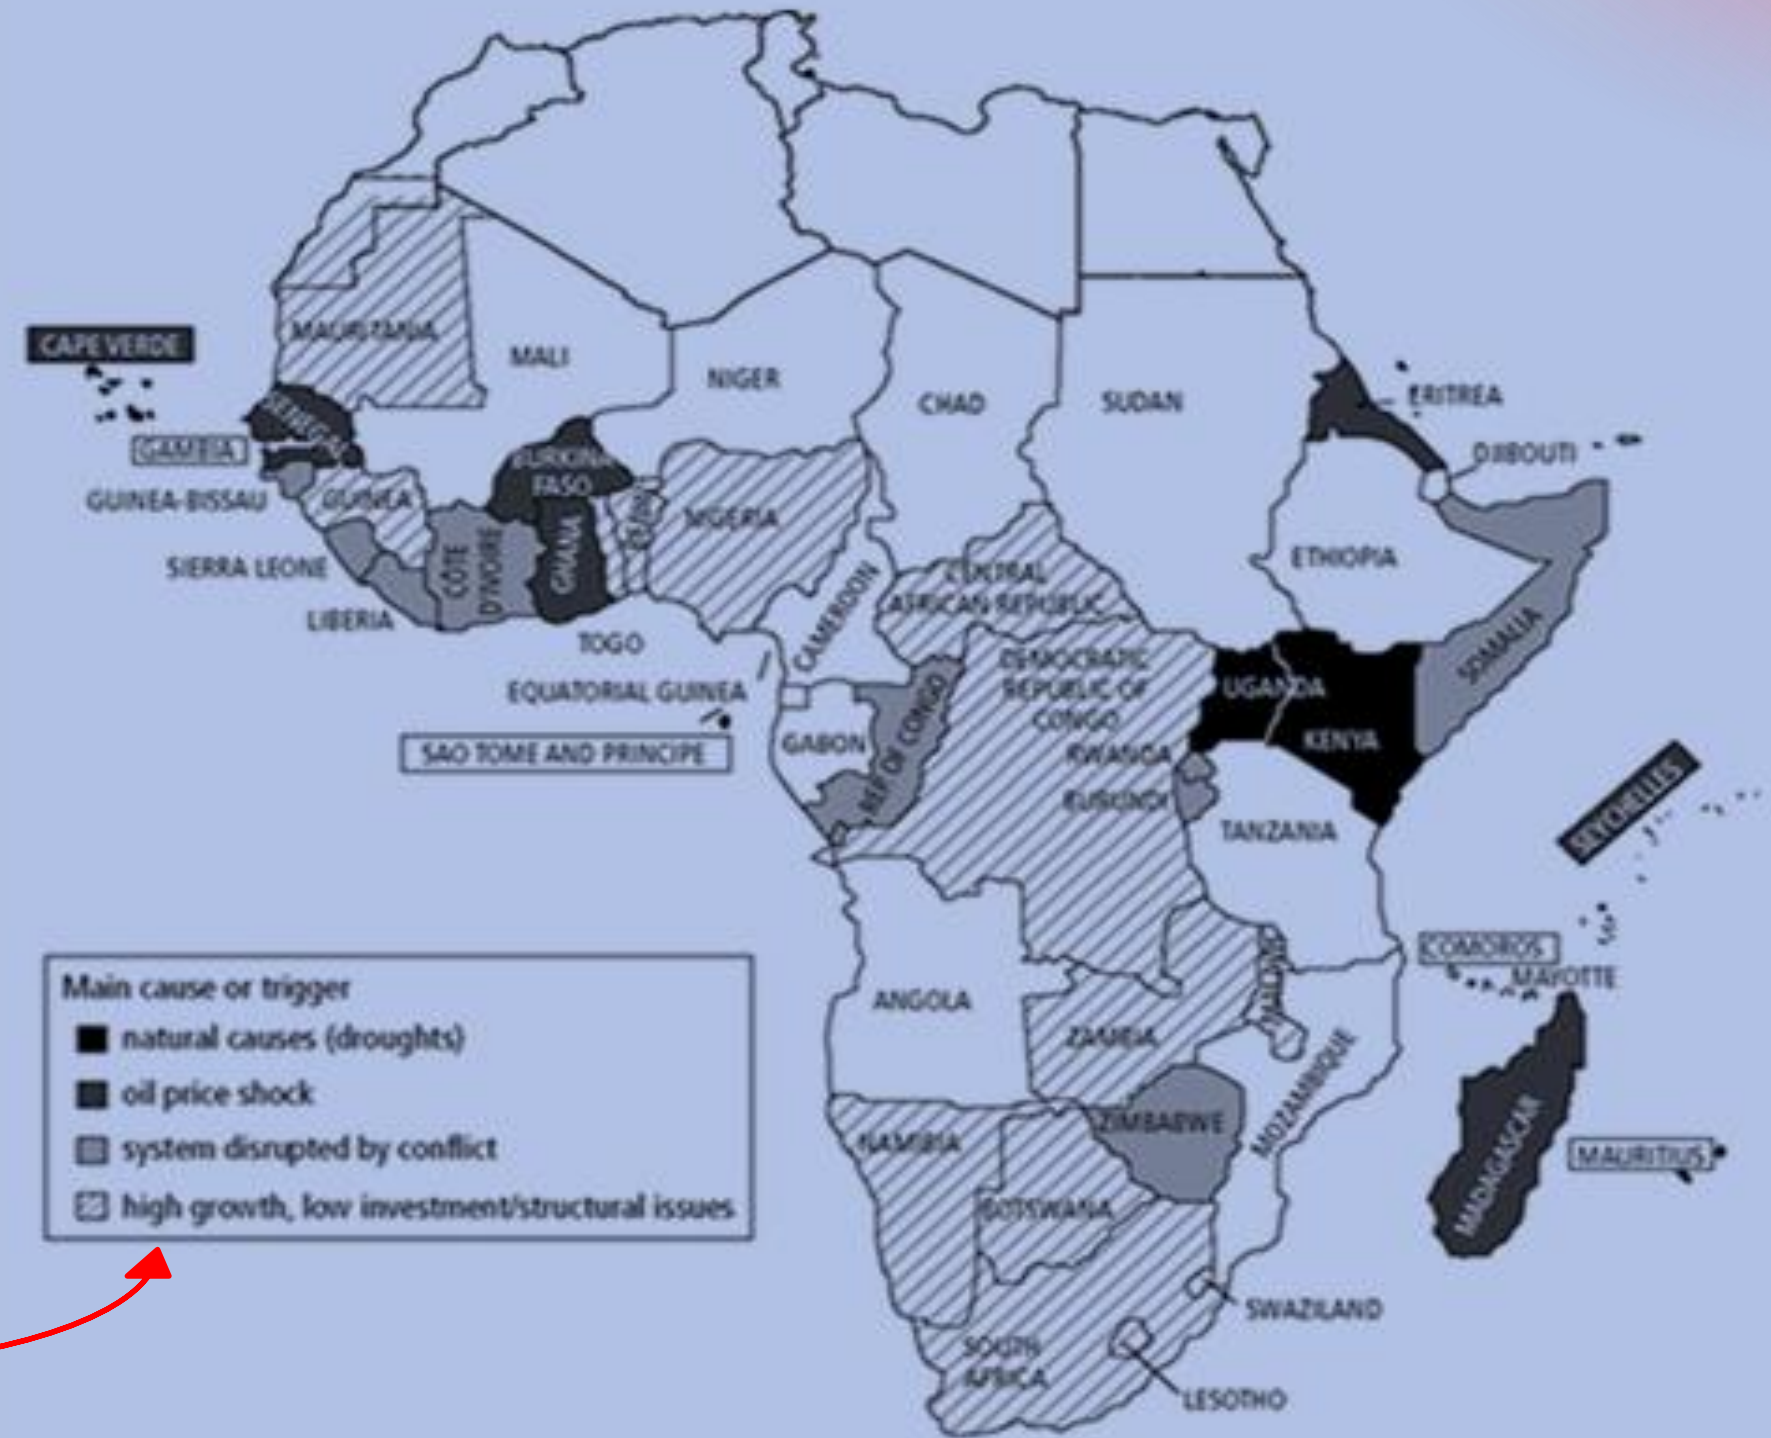 MAURITANIA
CAPE VERDE
MALI
NIGER
CHAD
SUDAN
ERITREA
SENEGAL
GAMBIA
DJIBOUTI
BURKINA
FASO
GUINEA-BISSAU
GUINEA
BENIN
NIGERIA
CÔTE
D'IVOIRE
GHANA
ETHIOPIA
SIERRA LEONE
CENTRAL
AFRICAN REPUBLIC
LIBERIA
CAMEROON
TOGO
SOMALIA
DEMOCRATIC
REPUBLIC OF
CONGO
EQUATORIAL GUINEA
UGANDA
REP OF CONGO
KENYA
GABON
SAO TOME AND PRINCIPE
RWANDA
BURUNDI
SEYCHELLES
TANZANIA
COMOROS
MAYOTTE
MALAWI
ANGOLA
ZAMBIA
MOZAMBIQUE
Main cause or trigger
natural causes (droughts)
oil price shock
system disrupted by conflict
high growth, low investment/structural issues
ZIMBABWE
NAMIBIA
MADAGASCAR
MAURITIUS
BOTSWANA
SWAZILAND
SOUTH
AFRICA
LESOTHO